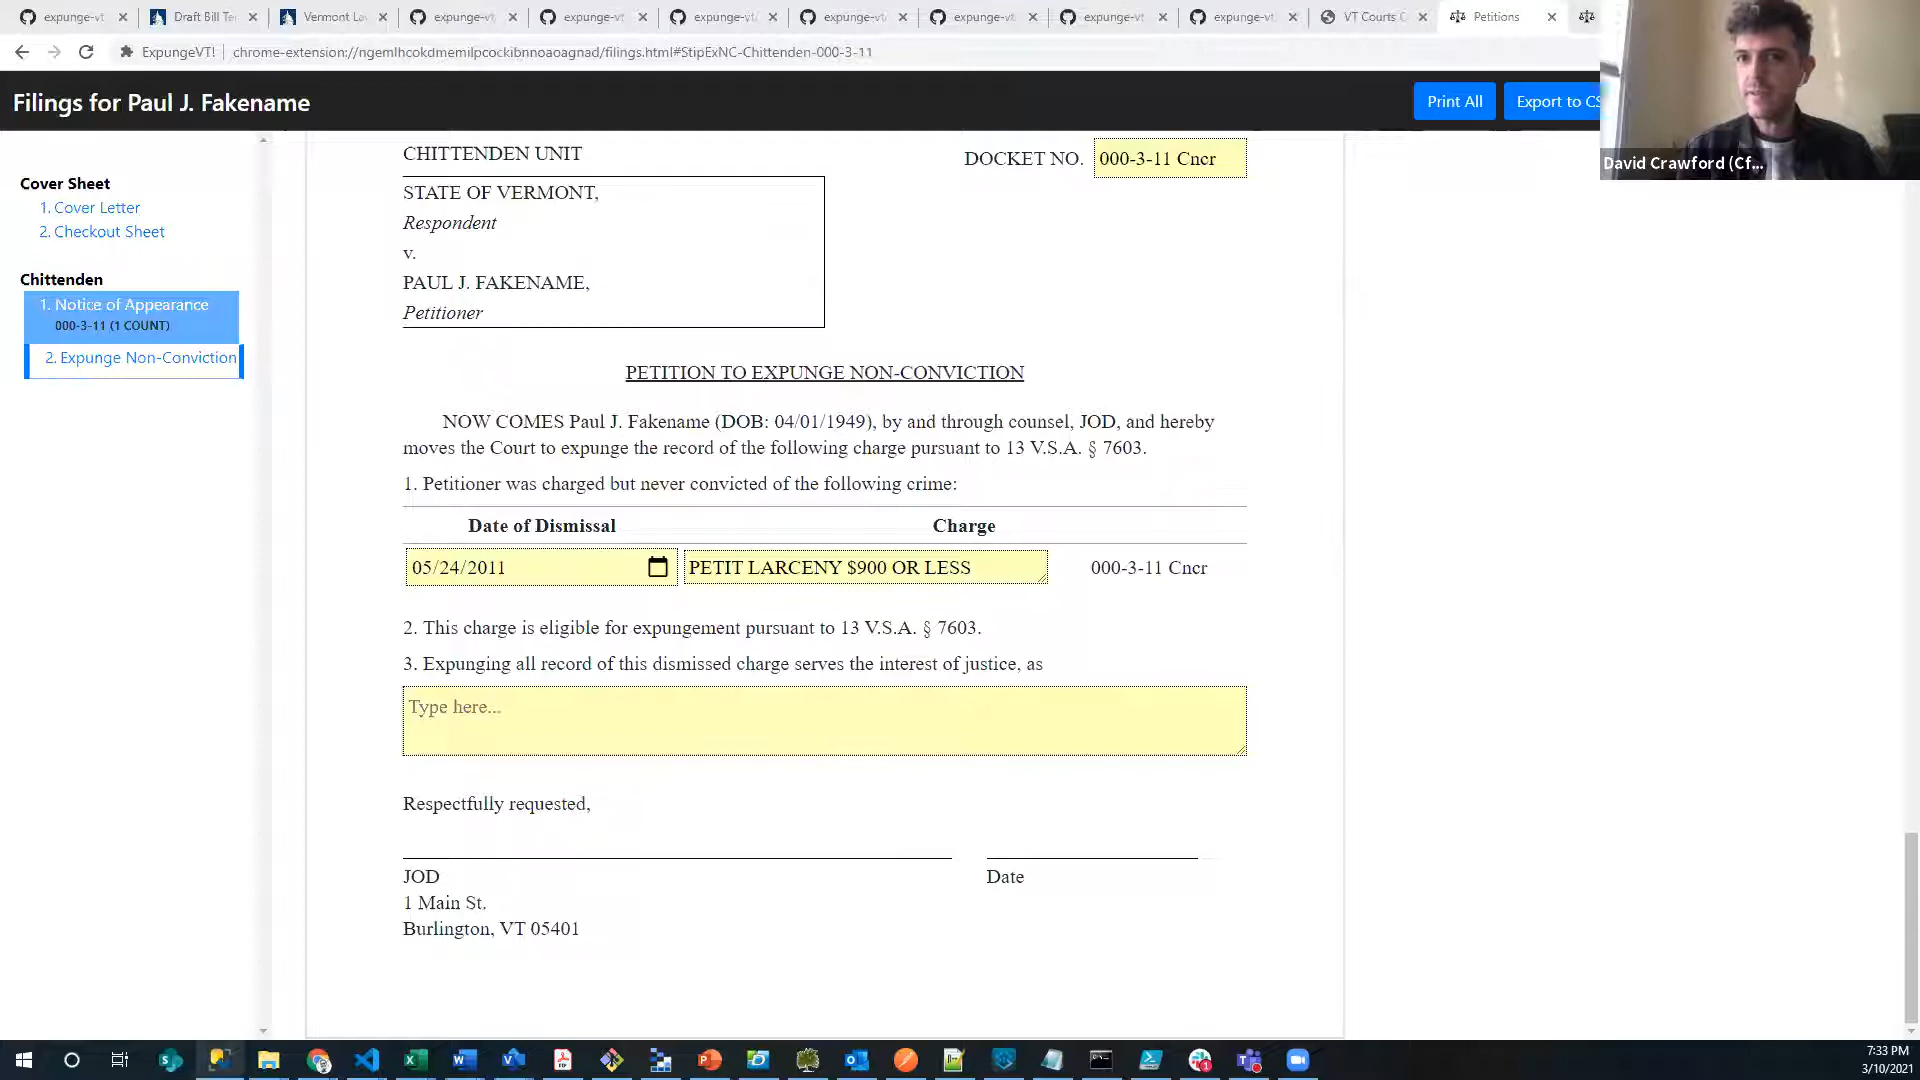 expunge-vt
Draft Bill Te
Vermont La
expunge-vt
expunge-vt
expunge-vt
expunge-vt
expunge-vt
expunge-vt
expunge-vt
VT Courts C
Petitions
ExpungeVT!
chrome-extension://ngemlhcokdmemilpcockibnnoaoagnad/filings.html#StipExNC-Chittenden-000-3-11
Filings for Paul J. Fakename
Print All
Export to CS
David Crawford (Cf...
Cover Sheet
1. Cover Letter
2. Checkout Sheet
Chittenden
1. Notice of Appearance
000-3-11 (1 COUNT)
2. Expunge Non-Conviction
CHITTENDEN UNIT
DOCKET NO. 000-3-11 Cncr
STATE OF VERMONT,
Respondent
v.
PAUL J. FAKENAME,
Petitioner
PETITION TO EXPUNGE NON-CONVICTION
NOW COMES Paul J. Fakename (DOB: 04/01/1949), by and through counsel, JOD, and hereby
moves the Court to expunge the record of the following charge pursuant to 13 V.S.A. § 7603.
1. Petitioner was charged but never convicted of the following crime:
Date of Dismissal
Charge
05/24/2011
PETIT LARCENY $900 OR LESS
000-3-11 Cncr
2. This charge is eligible for expungement pursuant to 13 V.S.A. § 7603.
3. Expunging all record of this dismissed charge serves the interest of justice, as
Type here...
Respectfully requested,
JOD
Date
1 Main St.
Burlington, VT 05401
7:33 PM
3/10/2021